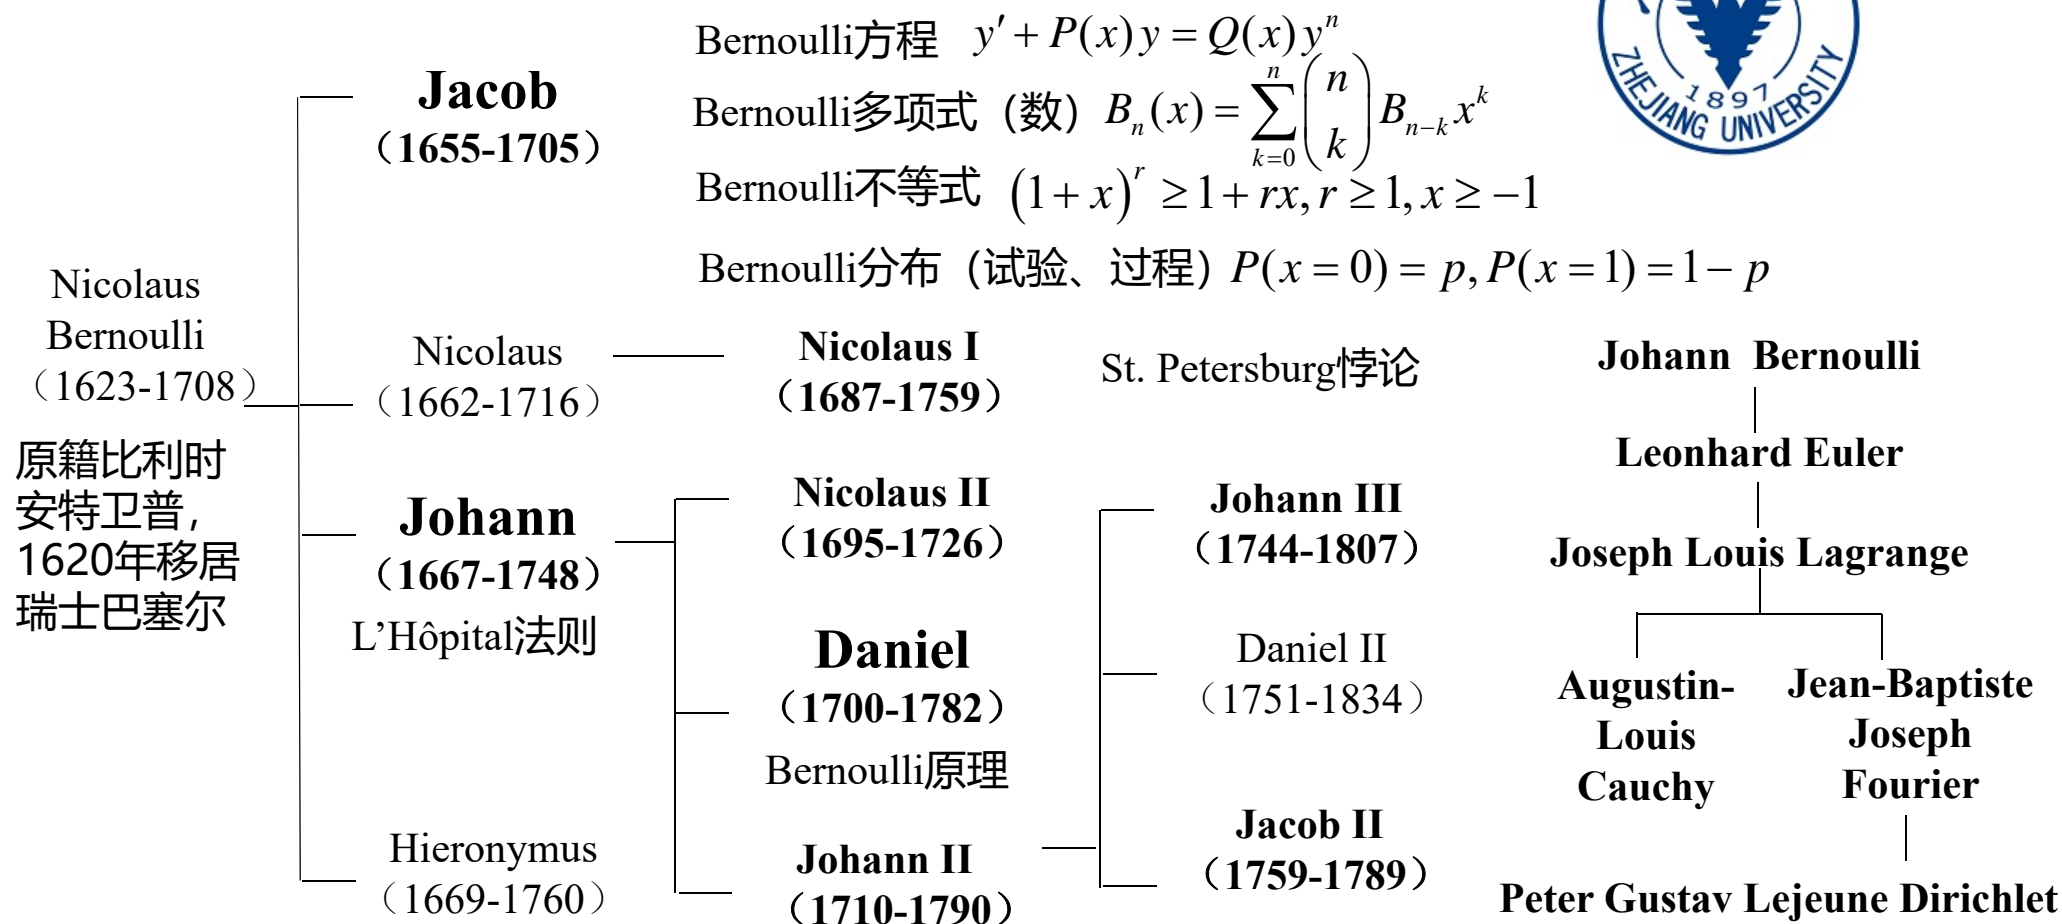 Bernoulli方程 y′ + P(x)y = Q(x)yⁿ
Bernoulli多项式（数）Bₙ(x) = ∑ₖ₌₀ⁿ (n k) Bₙ₋ₖxᵏ
Bernoulli不等式 (1 + x)ʳ ≥ 1 + rx, r ≥ 1, x ≥ −1
Bernoulli分布（试验、过程）P(x = 0) = p, P(x = 1) = 1 − p
ZHEJIANG UNIVERSITY
1897
Nicolaus
Bernoulli
（1623-1708）
原籍比利时
安特卫普，
1620年移居
瑞士巴塞尔
Jacob
（1655-1705）
Nicolaus
（1662-1716）
Johann
（1667-1748）
L’Hôpital法则
Hieronymus
（1669-1760）
Nicolaus I
（1687-1759）
St. Petersburg悖论
Nicolaus II
（1695-1726）
Daniel
（1700-1782）
Bernoulli原理
Johann II
（1710-1790）
Johann III
（1744-1807）
Daniel II
（1751-1834）
Jacob II
（1759-1789）
Johann Bernoulli
Leonhard Euler
Joseph Louis Lagrange
Augustin-
Louis
Cauchy
Jean-Baptiste
Joseph
Fourier
Peter Gustav Lejeune Dirichlet